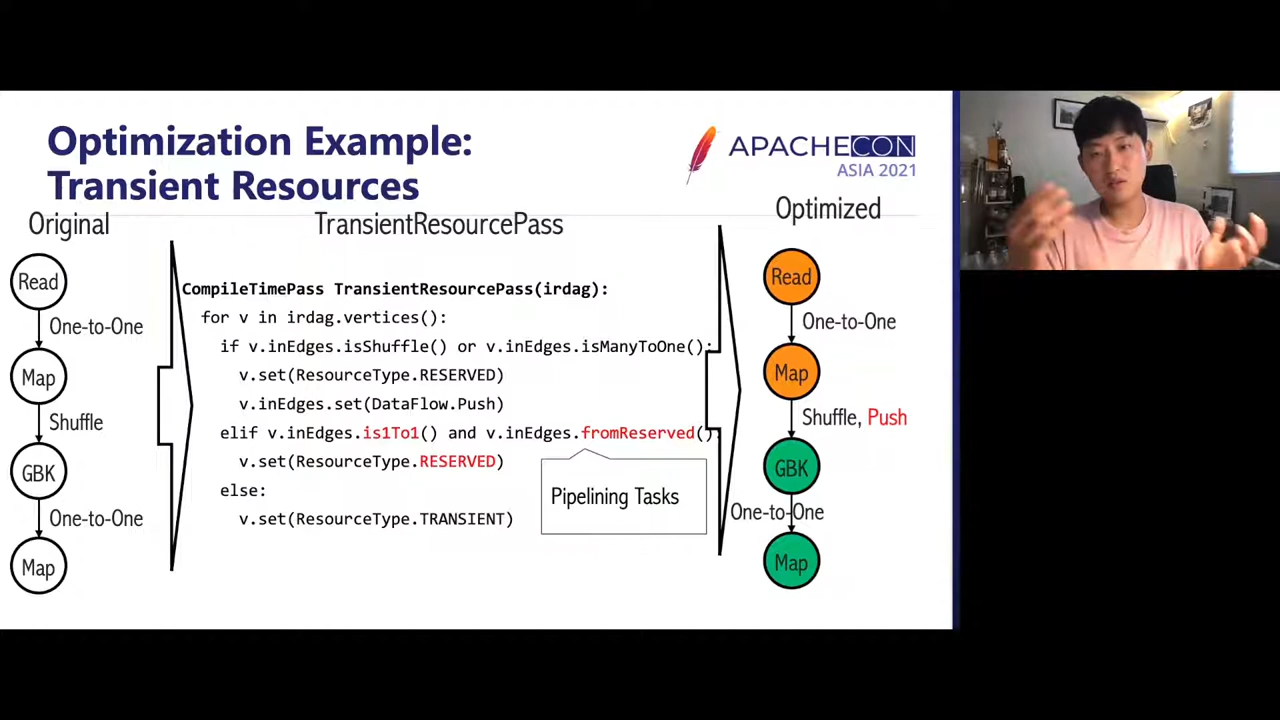 Optimization Example:
Transient Resources
APACHECON
ASIA 2021
Original
TransientResourcePass
Optimized
Read
One-to-One
Map
Shuffle
GBK
One-to-One
Map
CompileTimePass TransientResourcePass(irdag):
for v in irdag.vertices():
if v.inEdges.isShuffle() or v.inEdges.isManyToOne():
v.set(ResourceType.RESERVED)
v.inEdges.set(DataFlow.Push)
elif v.inEdges.is1To1() and v.inEdges.fromReserved():
v.set(ResourceType.RESERVED)
else:
v.set(ResourceType.TRANSIENT)
Pipelining Tasks
Read
One-to-One
Map
Shuffle, Push
GBK
One-to-One
Map